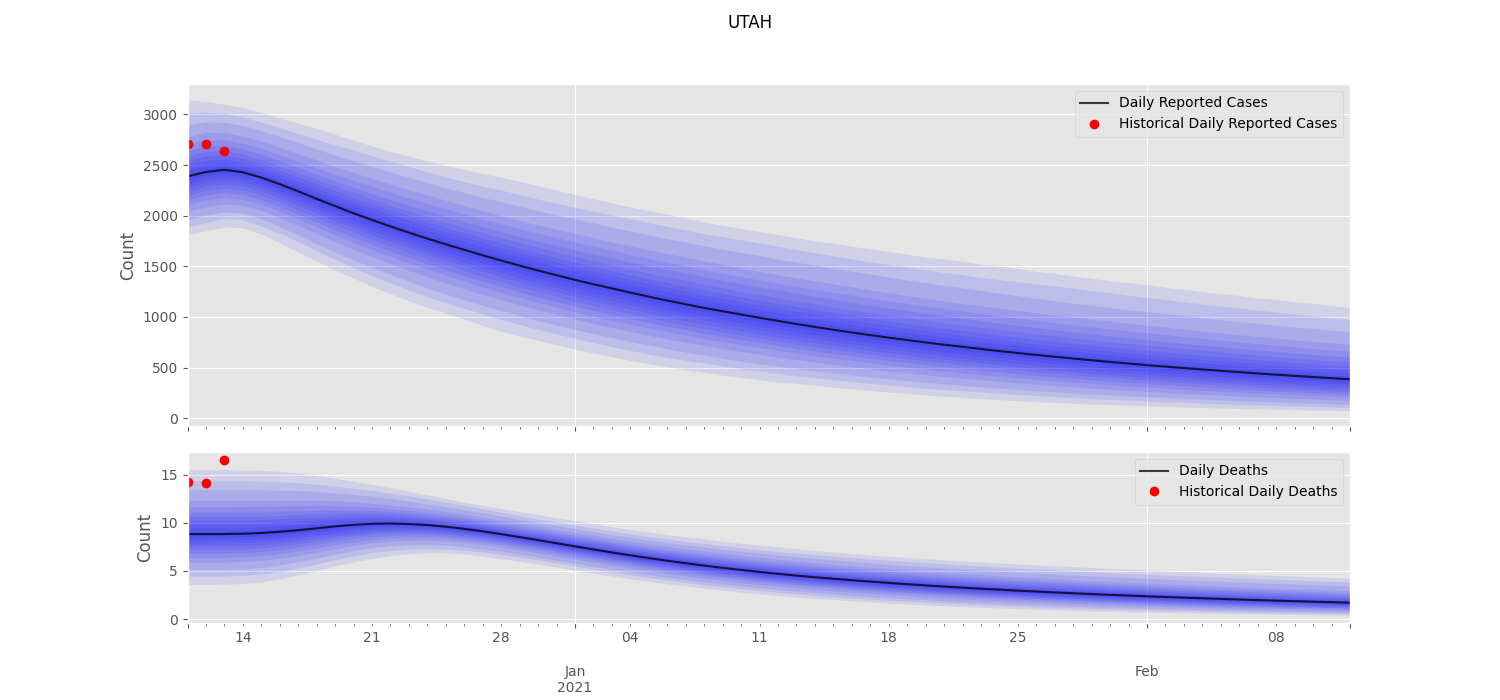 UTAH
3000
2500
2000
1500
1000
500
0
Count
Daily Reported Cases
Historical Daily Reported Cases
15
10
5
0
Count
Daily Deaths
Historical Daily Deaths
14 21 28 04 11 18 25 08
Jan Feb
2021